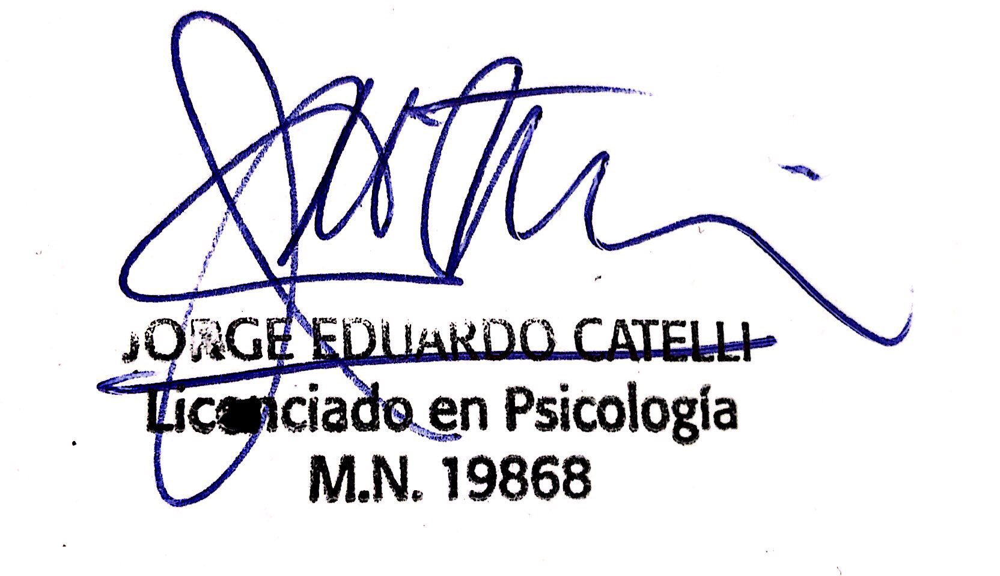 JORGE EDUARDO CATELLI
Licenciado en Psicología
M.N. 19868